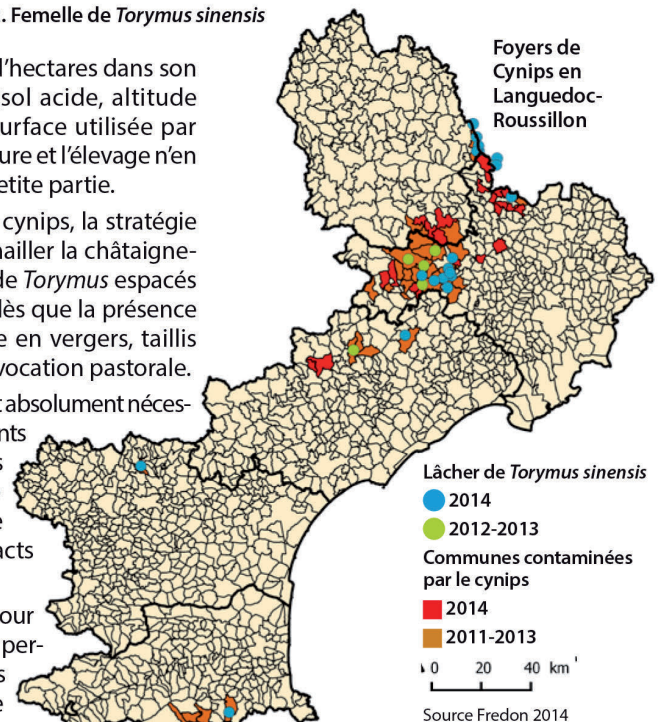 . Femelle de Torymus sinensis
l'hectares dans son
sol acide, altitude
urface utilisée par
ure et l'élevage n'en
etite partie.
cynips, la stratégie
nailler la châtaigne-
de Torymus espacés
dès que la présence
e en vergers, taillis
vocation pastorale.
t absolument néces-
nts
s
e
acts
our
per-
s
e
Foyers de
Cynips en
Languedoc-
Roussillon
Lâcher de Torymus sinensis
2014
2012-2013
Communes contaminées
par le cynips
2014
2011-2013
0 20 40 km
Source Fredon 2014